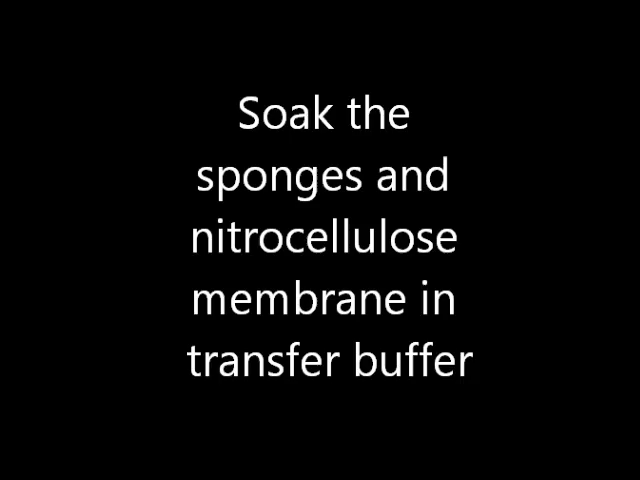 Soak the
sponges and
nitrocellulose
membrane in
transfer buffer